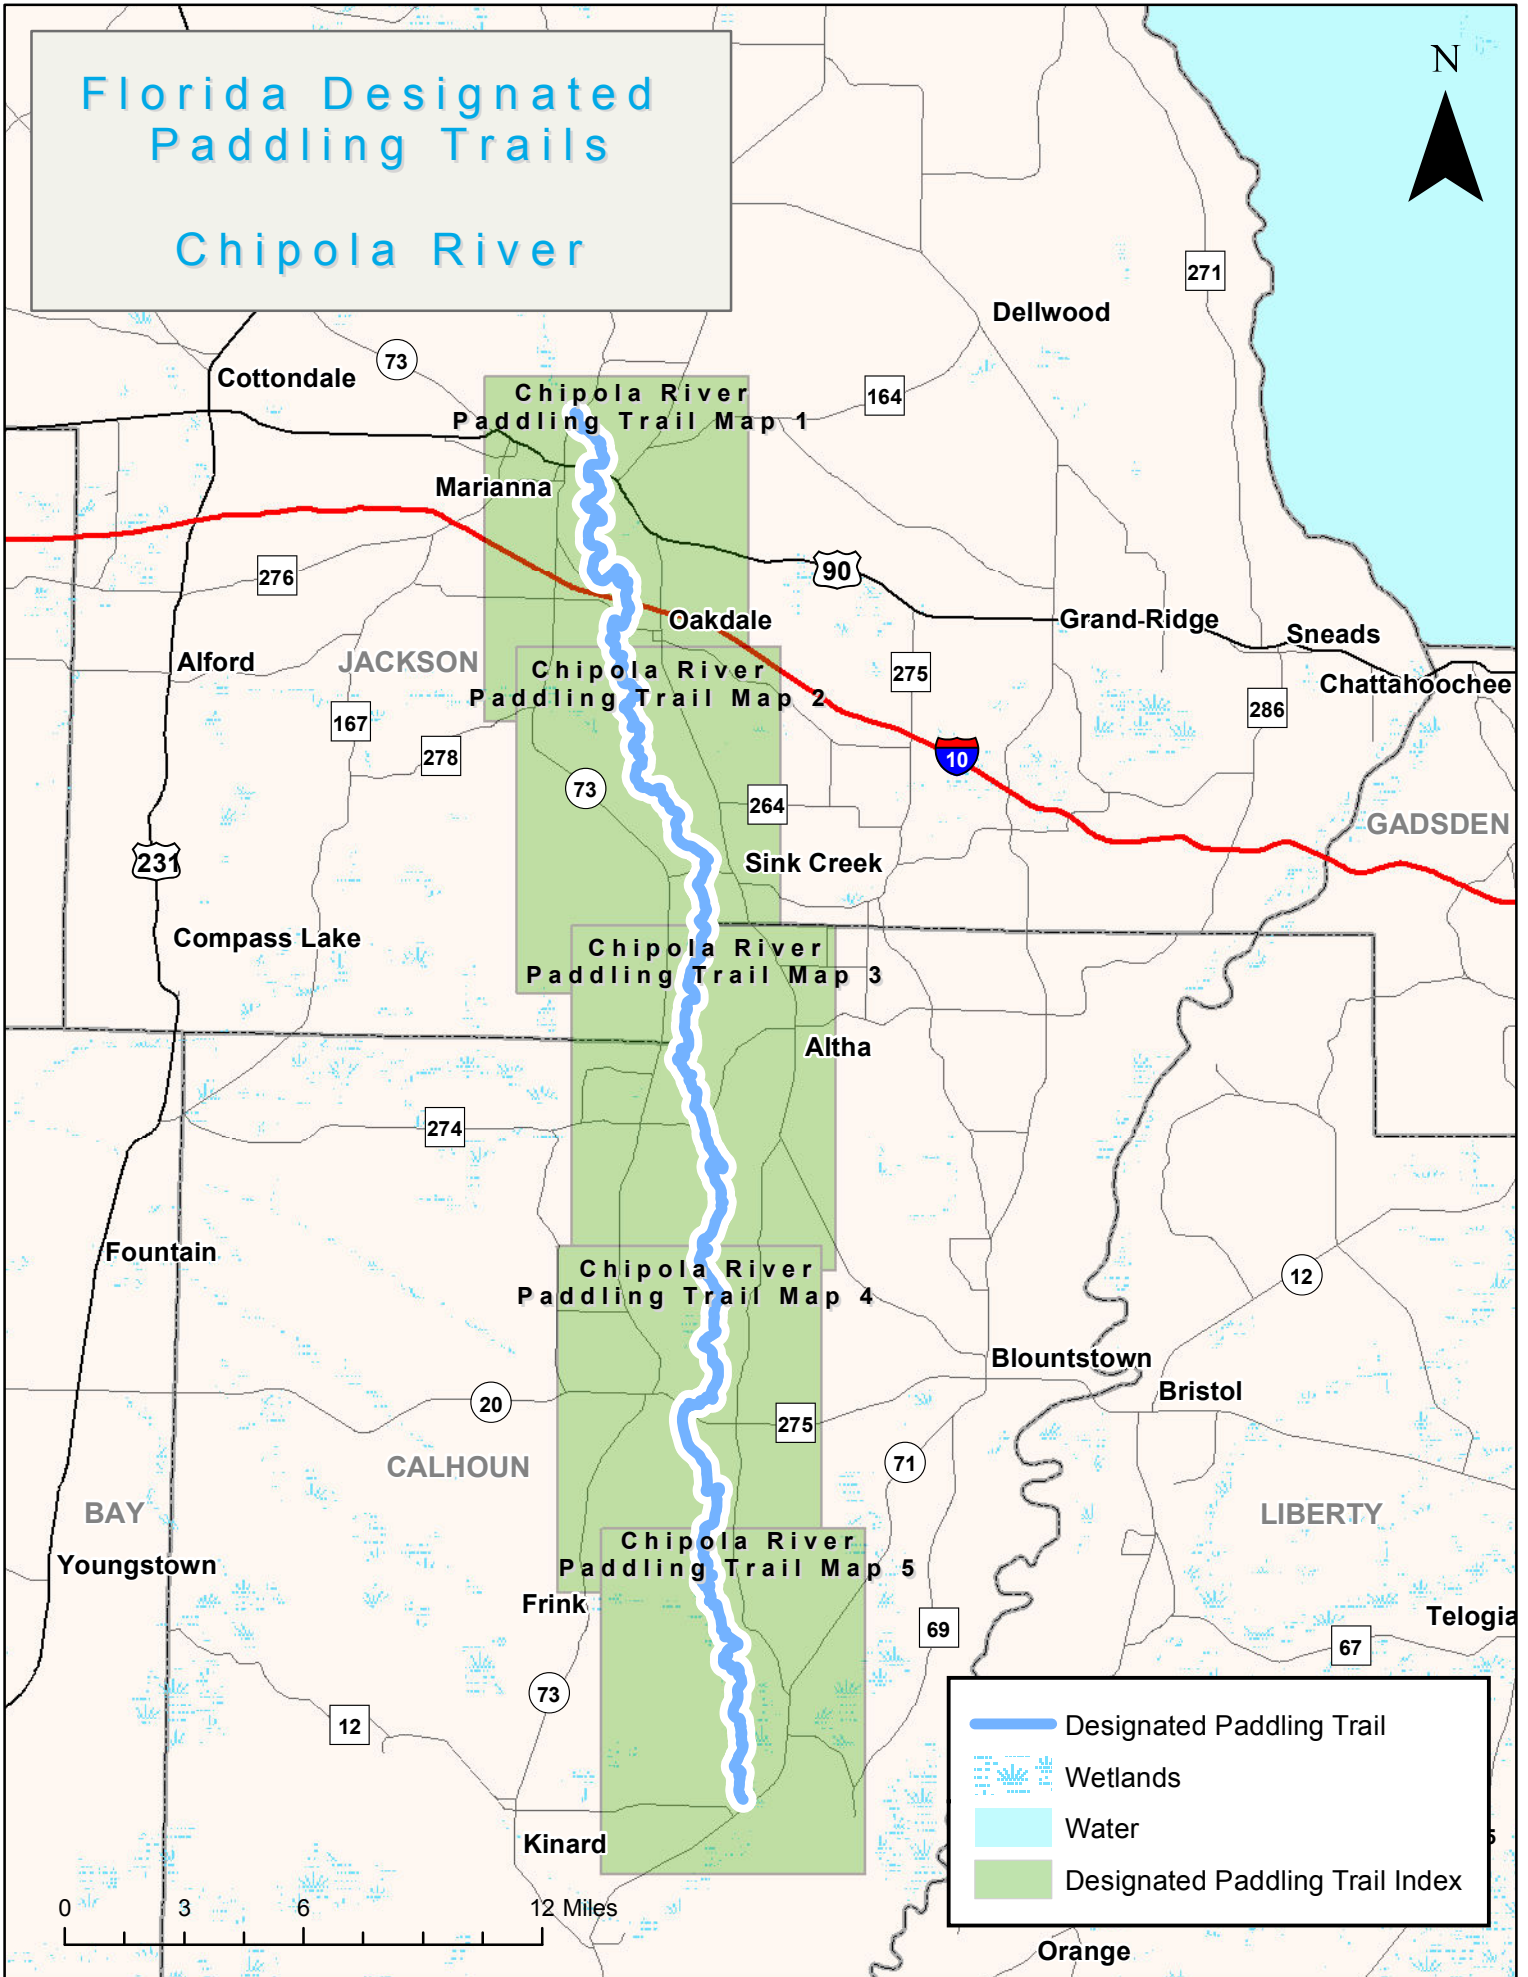 Florida Designated
Paddling Trails
Chipola River
N
271
Dellwood
73
Cottondale
164
Chipola River
Paddling Trail Map 1
Marianna
90
276
Oakdale
Grand-Ridge
Sneads
Alford
JACKSON
Chipola River
Paddling Trail Map 2
275
Chattahoochee
167
278
286
10
73
264
GADSDEN
231
Sink Creek
Compass Lake
Chipola River
Paddling Trail Map 3
Altha
274
Fountain
Chipola River
Paddling Trail Map 4
12
Blountstown
Bristol
20
275
CALHOUN
71
BAY
LIBERTY
Chipola River
Paddling Trail Map 5
Youngstown
Frink
Telogia
69
67
73
12
Designated Paddling Trail
Wetlands
Water
Designated Paddling Trail Index
Kinard
0 3 6 12 Miles
Orange